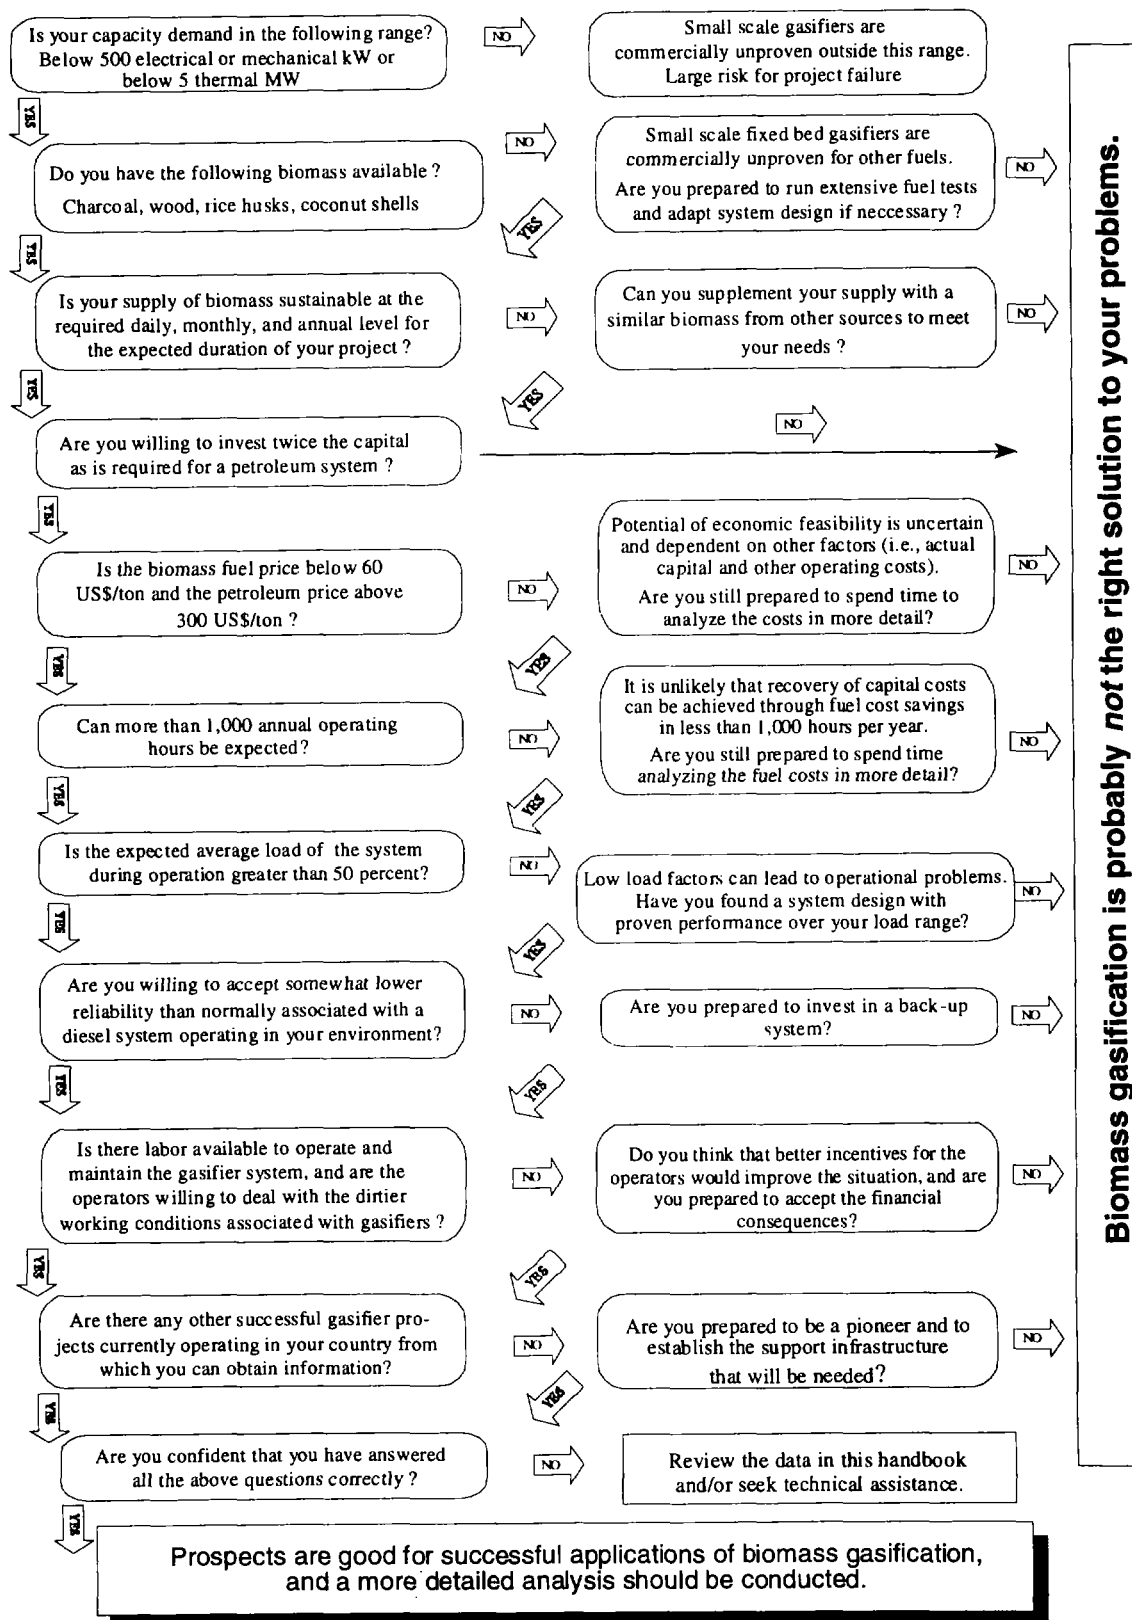 Is your capacity demand in the following range?
Below 500 electrical or mechanical kW or
below 5 thermal MW
NO
Small scale gasifiers are
commercially unproven outside this range.
Large risk for project failure
YES
Do you have the following biomass available ?
Charcoal, wood, rice husks, coconut shells
NO
Small scale fixed bed gasifiers are
commercially unproven for other fuels.
Are you prepared to run extensive fuel tests
and adapt system design if neccessary ?
NO
YES
YES
Is your supply of biomass sustainable at the
required daily, monthly, and annual level for
the expected duration of your project ?
NO
Can you supplement your supply with a
similar biomass from other sources to meet
your needs ?
NO
YES
YES
Are you willing to invest twice the capital
as is required for a petroleum system ?
NO
YES
Is the biomass fuel price below 60
US$/ton and the petroleum price above
300 US$/ton ?
NO
Potential of economic feasibility is uncertain
and dependent on other factors (i.e., actual
capital and other operating costs).
Are you still prepared to spend time to
analyze the costs in more detail?
NO
YES
YES
Can more than 1,000 annual operating
hours be expected?
NO
It is unlikely that recovery of capital costs
can be achieved through fuel cost savings
in less than 1,000 hours per year.
Are you still prepared to spend time
analyzing the fuel costs in more detail?
NO
YES
YES
Is the expected average load of the system
during operation greater than 50 percent?
NO
Low load factors can lead to operational problems.
Have you found a system design with
proven performance over your load range?
NO
YES
YES
Are you willing to accept somewhat lower
reliability than normally associated with a
diesel system operating in your environment?
NO
Are you prepared to invest in a back-up
system?
NO
YES
YES
Is there labor available to operate and
maintain the gasifier system, and are the
operators willing to deal with the dirtier
working conditions associated with gasifiers ?
NO
Do you think that better incentives for the
operators would improve the situation, and are
you prepared to accept the financial
consequences?
NO
YES
YES
Are there any other successful gasifier pro-
jects currently operating in your country from
which you can obtain information?
NO
Are you prepared to be a pioneer and to
establish the support infrastructure
that will be needed?
NO
YES
YES
Are you confident that you have answered
all the above questions correctly ?
NO
Review the data in this handbook
and/or seek technical assistance.
YES
Prospects are good for successful applications of biomass gasification,
and a more detailed analysis should be conducted.
Biomass gasification is probably not the right solution to your problems.